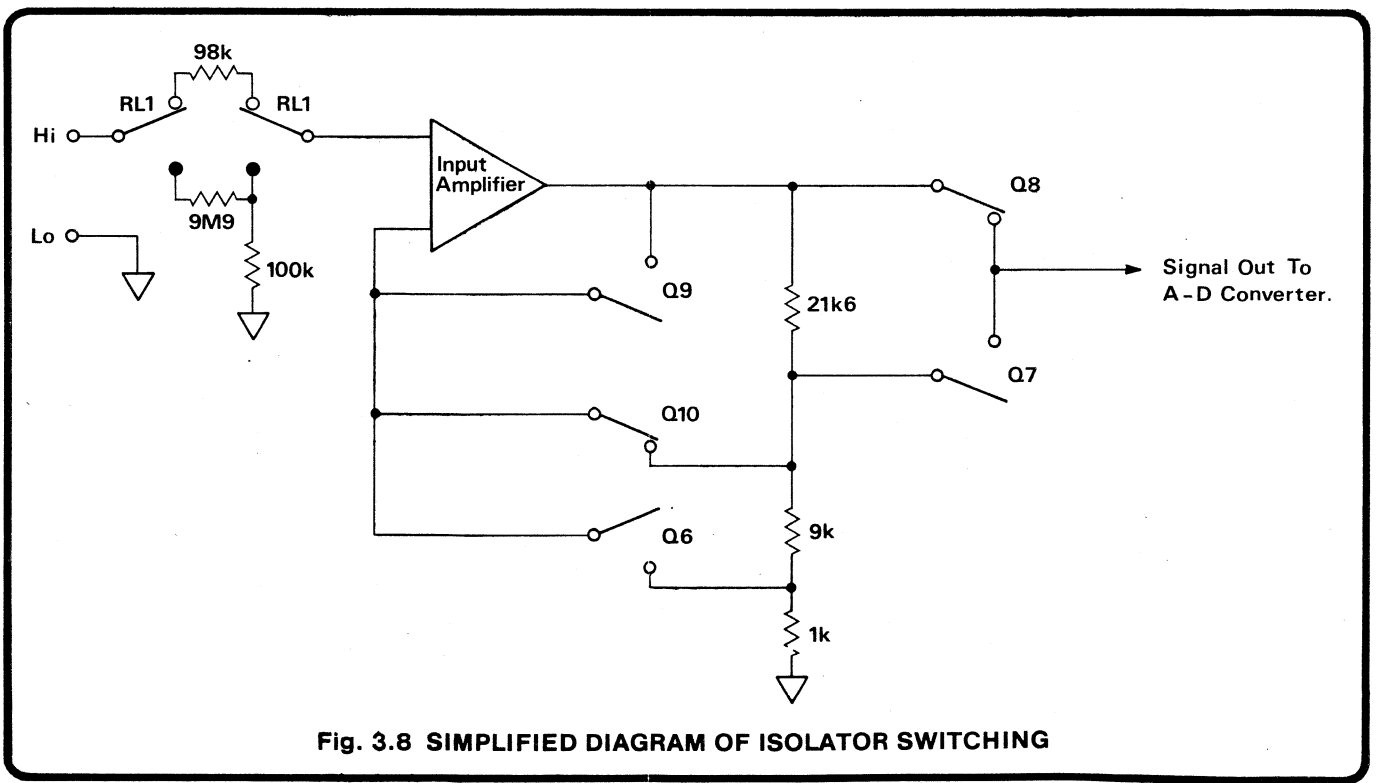 98k
RL1
RL1
Hi
9M9
Lo
100k
Input
Amplifier
Q8
Signal Out To
A-D Converter.
Q9
21k6
Q7
Q10
Q6
9k
1k
Fig. 3.8 SIMPLIFIED DIAGRAM OF ISOLATOR SWITCHING